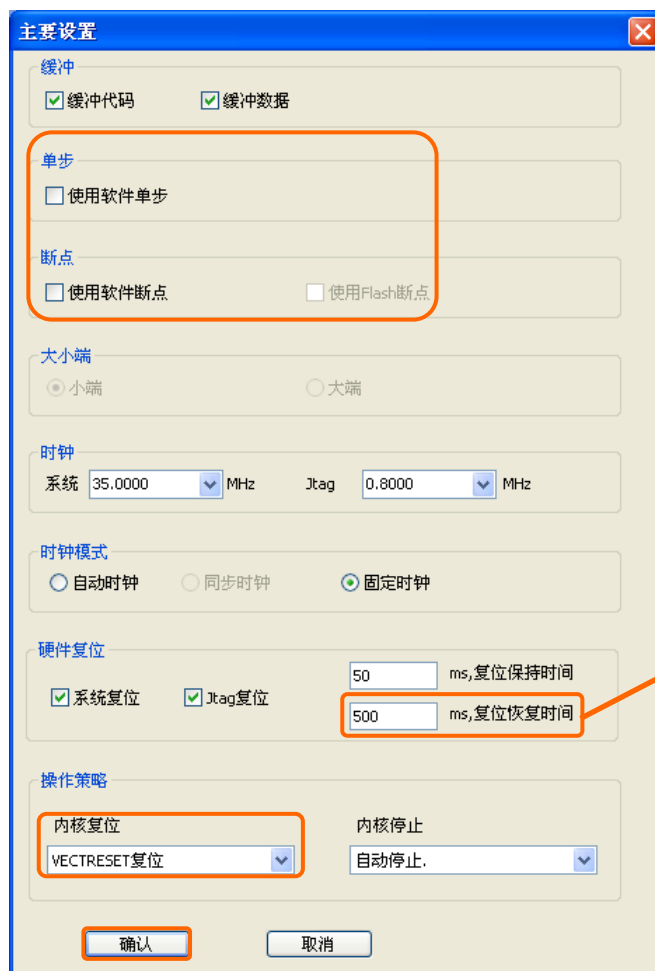 主要设置
缓冲
缓冲代码 缓冲数据
单步
使用软件单步
断点
使用软件断点 使用Flash断点
大小端
小端 大端
时钟
系统 35.0000 MHz Jtag 0.8000 MHz
时钟模式
自动时钟 同步时钟 固定时钟
硬件复位
50 ms,复位保持时间
系统复位 Jtag复位
500 ms,复位恢复时间
操作策略
内核复位 内核停止
VECTRESET复位 自动停止.
确认 取消